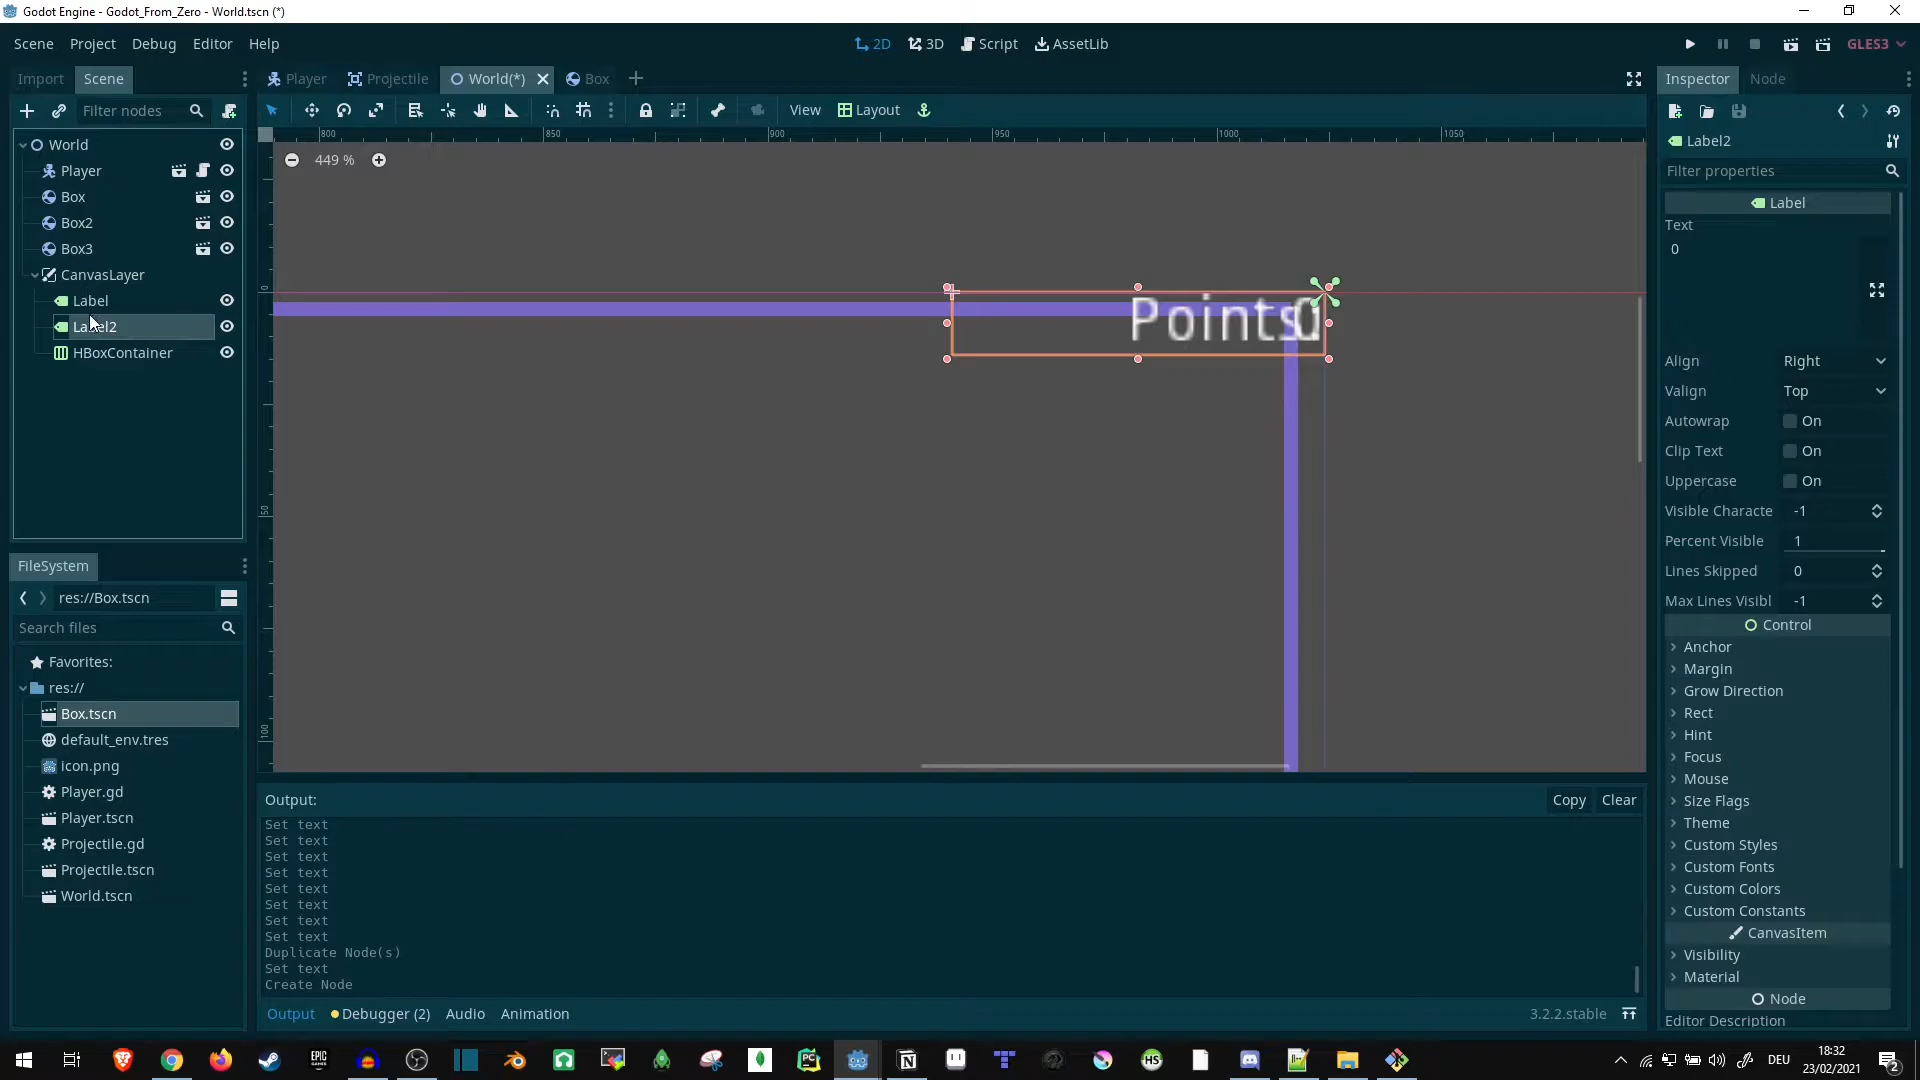 Godot Engine - Godot_From_Zero - World.tscn (*)
Scene Project Debug Editor Help
2D 3D Script AssetLib
GLES3
Import Scene
Player Projectile World(*) Box
Inspector Node
Filter nodes
View Layout
World
Player
Box
Box2
Box3
CanvasLayer
Label
Label2
HBoxContainer
449 %
800 850 900 950 1000 1050
0
50
100
Points0
Label2
Filter properties
Label
Text
0
Align Right
Valign Top
Autowrap On
Clip Text On
Uppercase On
Visible Characte -1
Percent Visible 1
Lines Skipped 0
Max Lines Visibl -1
Control
Anchor
Margin
Grow Direction
Rect
Hint
Focus
Mouse
Size Flags
Theme
Custom Styles
Custom Fonts
Custom Colors
Custom Constants
CanvasItem
Visibility
Material
Node
Editor Description
FileSystem
res://Box.tscn
Search files
Favorites:
res://
Box.tscn
default_env.tres
icon.png
Player.gd
Player.tscn
Projectile.gd
Projectile.tscn
World.tscn
Output:
Copy Clear
Set text
Set text
Set text
Set text
Set text
Set text
Set text
Set text
Duplicate Node(s)
Set text
Create Node
Output Debugger (2) Audio Animation
3.2.2.stable
EPIC GAMES
PC
N
HS
DEU
18:32
23/02/2021
2